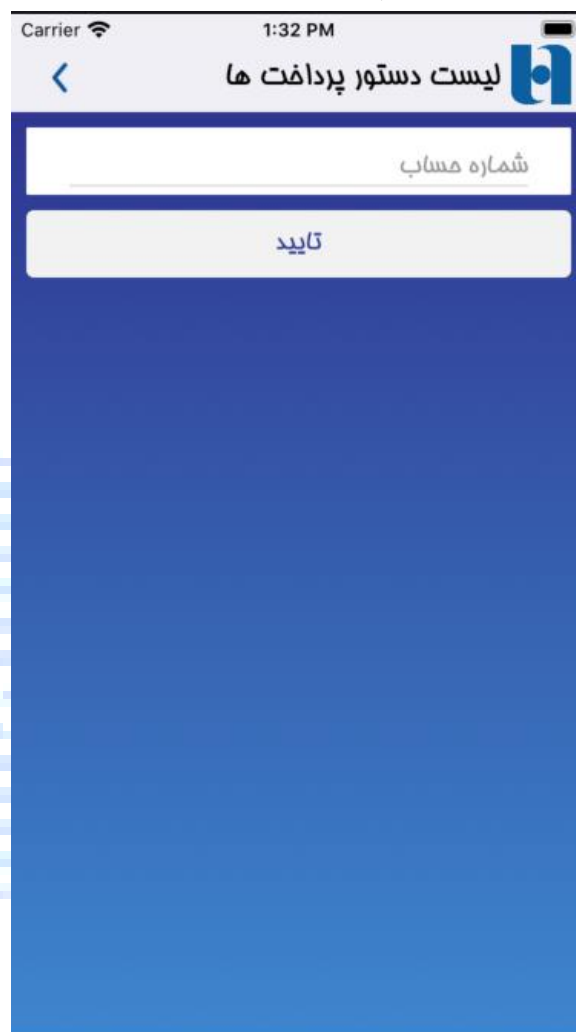 Carrier 1:32 PM
لیست دستور پرداخت ها
شماره حساب
تایید